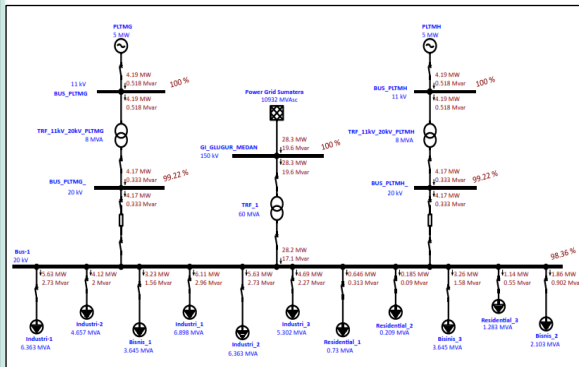 PLTMG
5 MW
PLTMH
5 MW
4.19 MW
0.518 Mvar
100 %
11 kV
BUS_PLTMG
4.19 MW
0.518 Mvar
Power Grid Sumatera
10932 MVAsc
4.19 MW
0.518 Mvar
100 %
BUS_PLTMH
11 kV
4.19 MW
0.518 Mvar
TRF_11kV_20kV_PLTMG
8 MVA
28.3 MW
19.6 Mvar
100 %
GI_GLUGUR_MEDAN
150 kV
28.3 MW
19.6 Mvar
TRF_11kV_20kV_PLTMH
8 MVA
4.17 MW
0.333 Mvar
99.22 %
BUS_PLTMG_
20 kV
4.17 MW
0.333 Mvar
TRF_1
60 MVA
4.17 MW
0.333 Mvar
99.22 %
BUS_PLTMH_
20 kV
4.17 MW
0.333 Mvar
28.2 MW
17.1 Mvar
Bus-1
20 kV
98.36 %
5.63 MW
2.73 Mvar
4.12 MW
2 Mvar
3.23 MW
1.56 Mvar
6.11 MW
2.96 Mvar
5.63 MW
2.73 Mvar
4.69 MW
2.27 Mvar
0.646 MW
0.313 Mvar
0.185 MW
0.09 Mvar
3.26 MW
1.58 Mvar
1.14 MW
0.55 Mvar
1.86 MW
0.902 Mvar
Industri-1
6.363 MVA
Industri-2
4.657 MVA
Bisnis_1
3.645 MVA
Industri_1
6.898 MVA
Industri_2
6.363 MVA
Industri_3
5.302 MVA
Residential_1
0.73 MVA
Residential_2
0.209 MVA
Bisinis_3
3.645 MVA
Residential_3
1.283 MVA
Bisnis_2
2.103 MVA